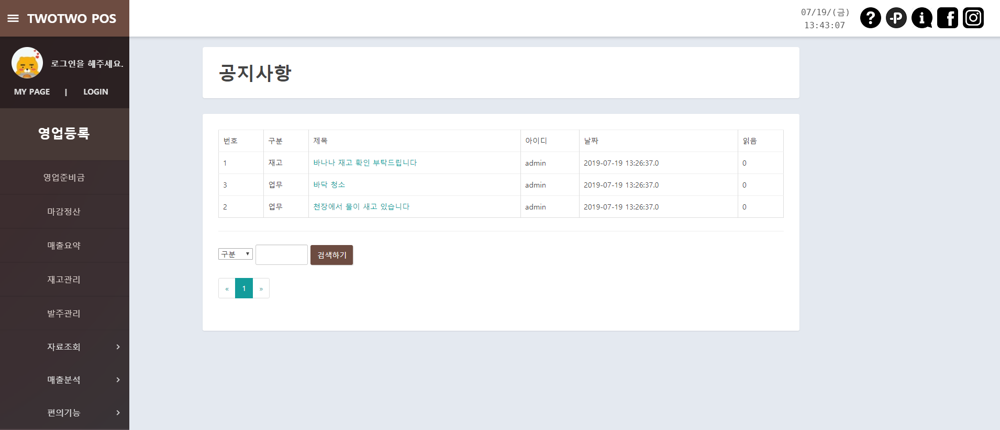 TWOTWO POS
07/19/(금)
13:43:07
로그인을 해주세요.
MY PAGE | LOGIN
영업등록
영업준비금
마감정산
매출요약
재고관리
발주관리
자료조회
매출분석
편의기능
공지사항
번호 구분 제목 아이디 날짜 읽음
1 재고 바나나 재고 확인 부탁드립니다 admin 2019-07-19 13:26:37.0 0
3 업무 바닥 청소 admin 2019-07-19 13:26:37.0 0
2 업무 천장에서 물이 새고 있습니다 admin 2019-07-19 13:26:37.0 0
구분 검색하기
« 1 »